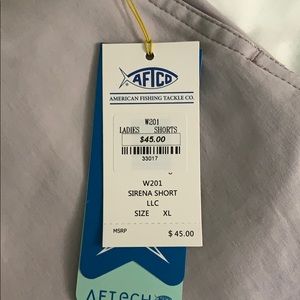 AFTCO
AMERICAN FISHING TACKLE CO.
W201
LADIES SHORTS
$45.00
33017
W201
SIRENA SHORT
LLC
SIZE XL
MSRP $ 45.00
AFTECH